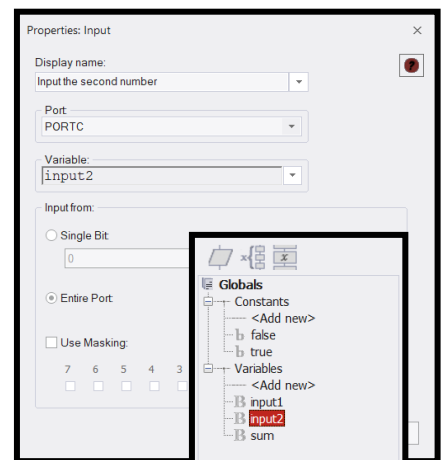 Properties: Input
Display name:
Input the second number
Port:
PORTC
Variable:
input2
Input from:
Single Bit:
0
Entire Port:
Use Masking:
7 6 5 4 3
x{ x
Globals
Constants
<Add new>
b false
b true
Variables
<Add new>
B input1
B input2
B sum